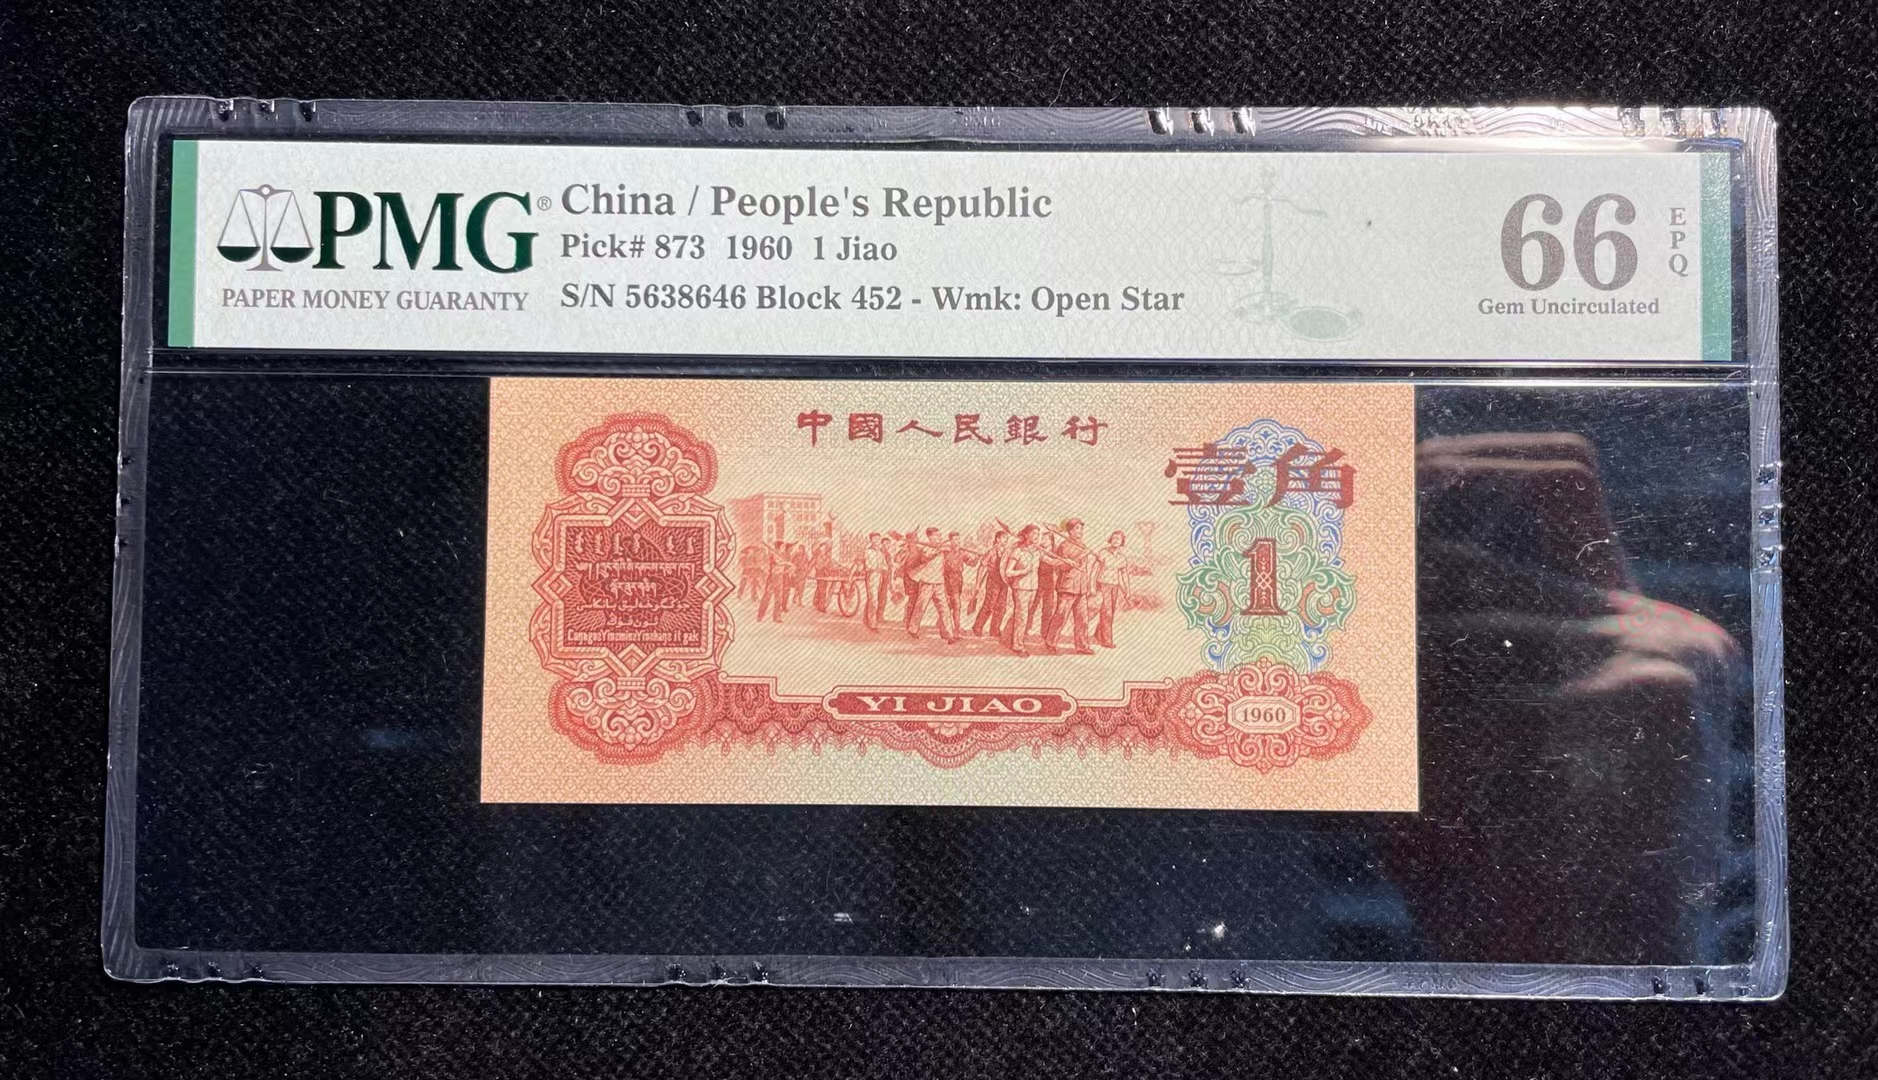 PMG®
PAPER MONEY GUARANTY
China / People's Republic
Pick# 873 1960 1 Jiao
S/N 5638646 Block 452 - Wmk: Open Star
66
EPQ
Gem Uncirculated
中國人民銀行
壹角
1
YI JIAO
1960